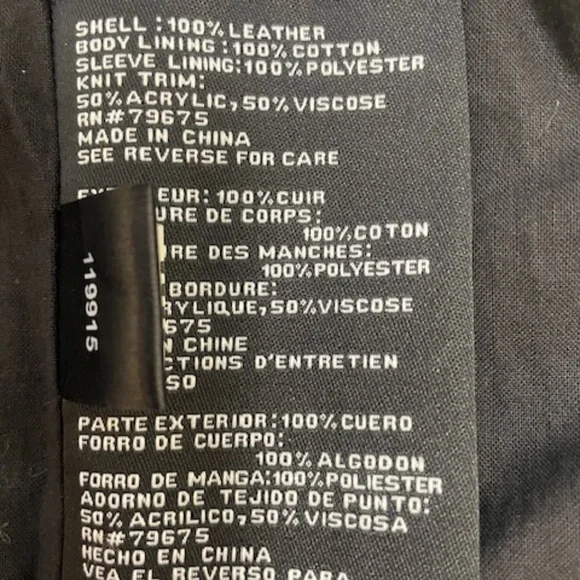 SHELL :100%LEATHER
BODY LINING:100%COTTON
SLEEVE LINING:100%POLYESTER
KNIT TRIM:
50%ACRYLIC,50%VISCOSE
RN#79675
MADE IN CHINA
SEE REVERSE FOR CARE
EUR:100%CUIR
URE DE CORPS:
100%COTON
URE DES MANCHES:
100%POLYESTER
BORDURE:
RYLIQUE,50%VISCOSE
9675
N CHINE
CTIONS D'ENTRETIEN
SO
119915
PARTE EXTERIOR:100%CUERO
FORRO DE CUERPO:
100%ALGODON
FORRO DE MANGA:100%POLIESTER
ADORNO DE TEJIDO DE PUNTO:
50%ACRILICO,50%VISCOSA
RN#79675
HECHO EN CHINA
VEA EL REVERSO PARA